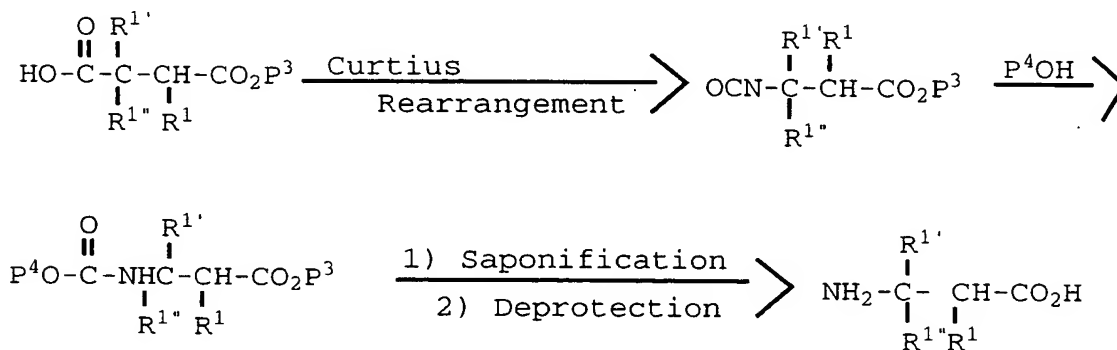 O R1' R1'R1
HO-C-C-CH-CO2P3 Curtius Rearrangement OCN-C-CH-CO2P3 P4OH
R1" R1 R1"
O R1' R1'
P4O-C-NHC-CH-CO2P3 1) Saponification 2) Deprotection NH2-C-CH-CO2H
R1" R1 R1"R1